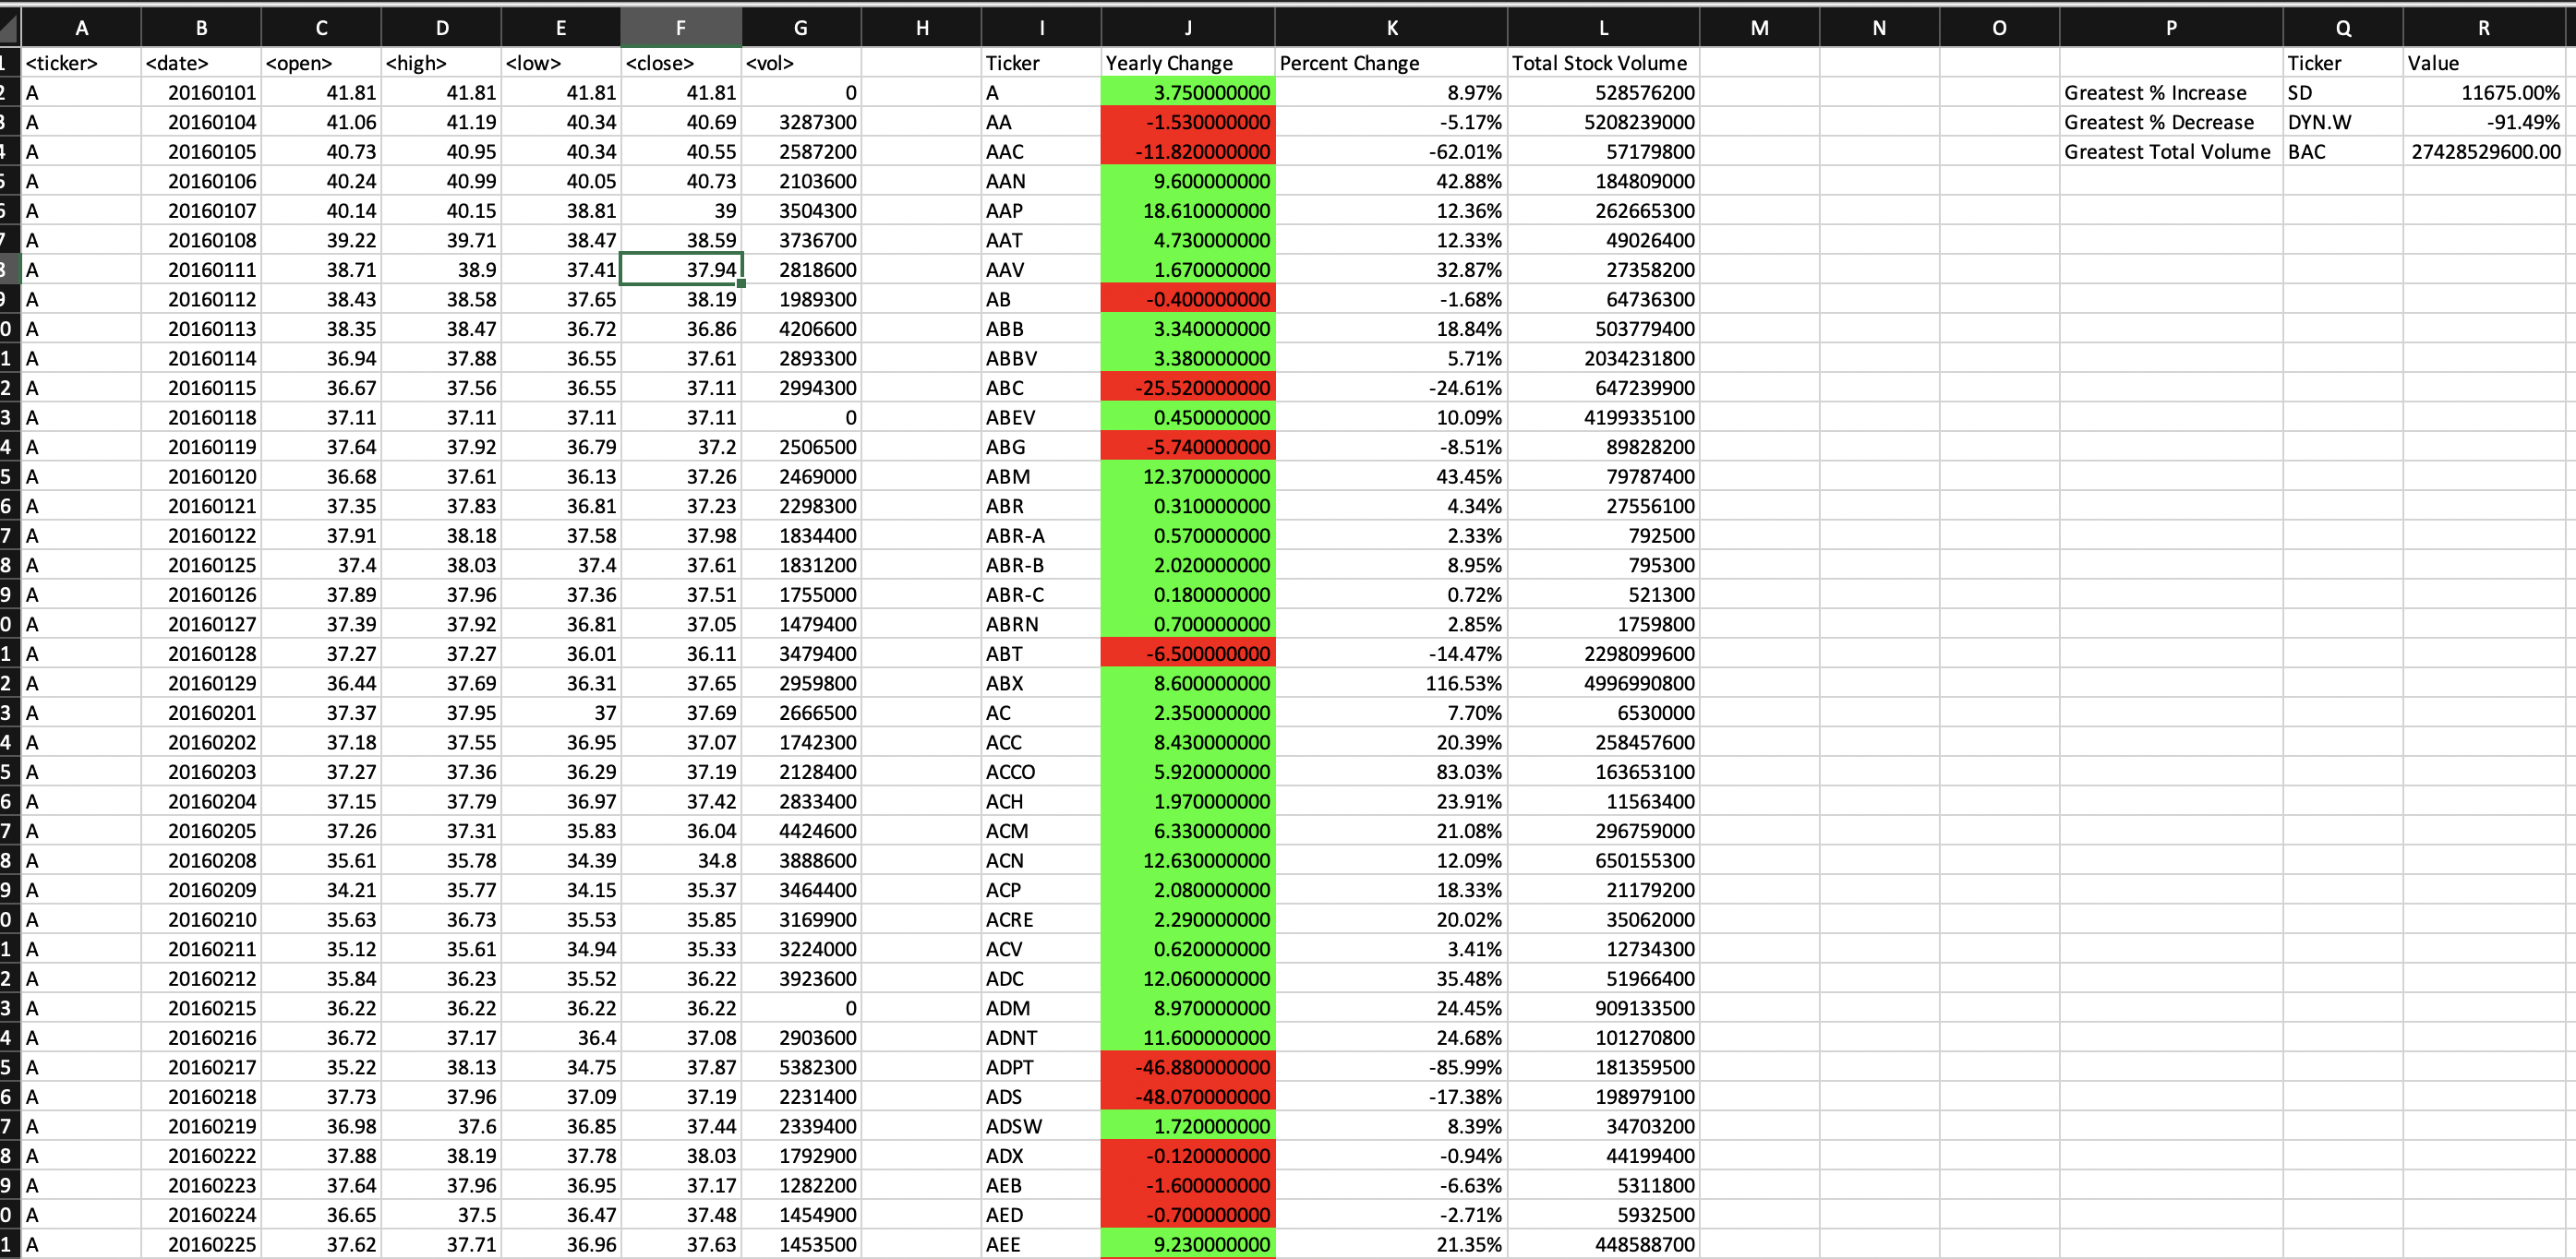 A B C D E F G H I J K L M N O P Q R
<ticker> <date> <open> <high> <low> <close> <vol> Ticker Yearly Change Percent Change Total Stock Volume Ticker Value
2 A 20160101 41.81 41.81 41.81 41.81 0 A 3.750000000 8.97% 528576200 Greatest % Increase SD 11675.00%
3 A 20160104 41.06 41.19 40.34 40.69 3287300 AA -1.530000000 -5.17% 5208239000 Greatest % Decrease DYN.W -91.49%
4 A 20160105 40.73 40.95 40.34 40.55 2587200 AAC -11.820000000 -62.01% 57179800 Greatest Total Volume BAC 27428529600.00
5 A 20160106 40.24 40.99 40.05 40.73 2103600 AAN 9.600000000 42.88% 184809000
6 A 20160107 40.14 40.15 38.81 39 3504300 AAP 18.610000000 12.36% 262665300
7 A 20160108 39.22 39.71 38.47 38.59 3736700 AAT 4.730000000 12.33% 49026400
8 A 20160111 38.71 38.9 37.41 37.94 2818600 AAV 1.670000000 32.87% 27358200
9 A 20160112 38.43 38.58 37.65 38.19 1989300 AB -0.400000000 -1.68% 64736300
0 A 20160113 38.35 38.47 36.72 36.86 4206600 ABB 3.340000000 18.84% 503779400
1 A 20160114 36.94 37.88 36.55 37.61 2893300 ABBV 3.380000000 5.71% 2034231800
2 A 20160115 36.67 37.56 36.55 37.11 2994300 ABC -25.520000000 -24.61% 647239900
3 A 20160118 37.11 37.11 37.11 37.11 0 ABEV 0.450000000 10.09% 4199335100
4 A 20160119 37.64 37.92 36.79 37.2 2506500 ABG -5.740000000 -8.51% 89828200
5 A 20160120 36.68 37.61 36.13 37.26 2469000 ABM 12.370000000 43.45% 79787400
6 A 20160121 37.35 37.83 36.81 37.23 2298300 ABR 0.310000000 4.34% 27556100
7 A 20160122 37.91 38.18 37.58 37.98 1834400 ABR-A 0.570000000 2.33% 792500
8 A 20160125 37.4 38.03 37.4 37.61 1831200 ABR-B 2.020000000 8.95% 795300
9 A 20160126 37.89 37.96 37.36 37.51 1755000 ABR-C 0.180000000 0.72% 521300
0 A 20160127 37.39 37.92 36.81 37.05 1479400 ABRN 0.700000000 2.85% 1759800
1 A 20160128 37.27 37.27 36.01 36.11 3479400 ABT -6.500000000 -14.47% 2298099600
2 A 20160129 36.44 37.69 36.31 37.65 2959800 ABX 8.600000000 116.53% 4996990800
3 A 20160201 37.37 37.95 37 37.69 2666500 AC 2.350000000 7.70% 6530000
4 A 20160202 37.18 37.55 36.95 37.07 1742300 ACC 8.430000000 20.39% 258457600
5 A 20160203 37.27 37.36 36.29 37.19 2128400 ACCO 5.920000000 83.03% 163653100
6 A 20160204 37.15 37.79 36.97 37.42 2833400 ACH 1.970000000 23.91% 11563400
7 A 20160205 37.26 37.31 35.83 36.04 4424600 ACM 6.330000000 21.08% 296759000
8 A 20160208 35.61 35.78 34.39 34.8 3888600 ACN 12.630000000 12.09% 650155300
9 A 20160209 34.21 35.77 34.15 35.37 3464400 ACP 2.080000000 18.33% 21179200
0 A 20160210 35.63 36.73 35.53 35.85 3169900 ACRE 2.290000000 20.02% 35062000
1 A 20160211 35.12 35.61 34.94 35.33 3224000 ACV 0.620000000 3.41% 12734300
2 A 20160212 35.84 36.23 35.52 36.22 3923600 ADC 12.060000000 35.48% 51966400
3 A 20160215 36.22 36.22 36.22 36.22 0 ADM 8.970000000 24.45% 909133500
4 A 20160216 36.72 37.17 36.4 37.08 2903600 ADNT 11.600000000 24.68% 101270800
5 A 20160217 35.22 38.13 34.75 37.87 5382300 ADPT -46.880000000 -85.99% 181359500
6 A 20160218 37.73 37.96 37.09 37.19 2231400 ADS -48.070000000 -17.38% 198979100
7 A 20160219 36.98 37.6 36.85 37.44 2339400 ADSW 1.720000000 8.39% 34703200
8 A 20160222 37.88 38.19 37.78 38.03 1792900 ADX -0.120000000 -0.94% 44199400
9 A 20160223 37.64 37.96 36.95 37.17 1282200 AEB -1.600000000 -6.63% 5311800
0 A 20160224 36.65 37.5 36.47 37.48 1454900 AED -0.700000000 -2.71% 5932500
1 A 20160225 37.62 37.71 36.96 37.63 1453500 AEE 9.230000000 21.35% 448588700